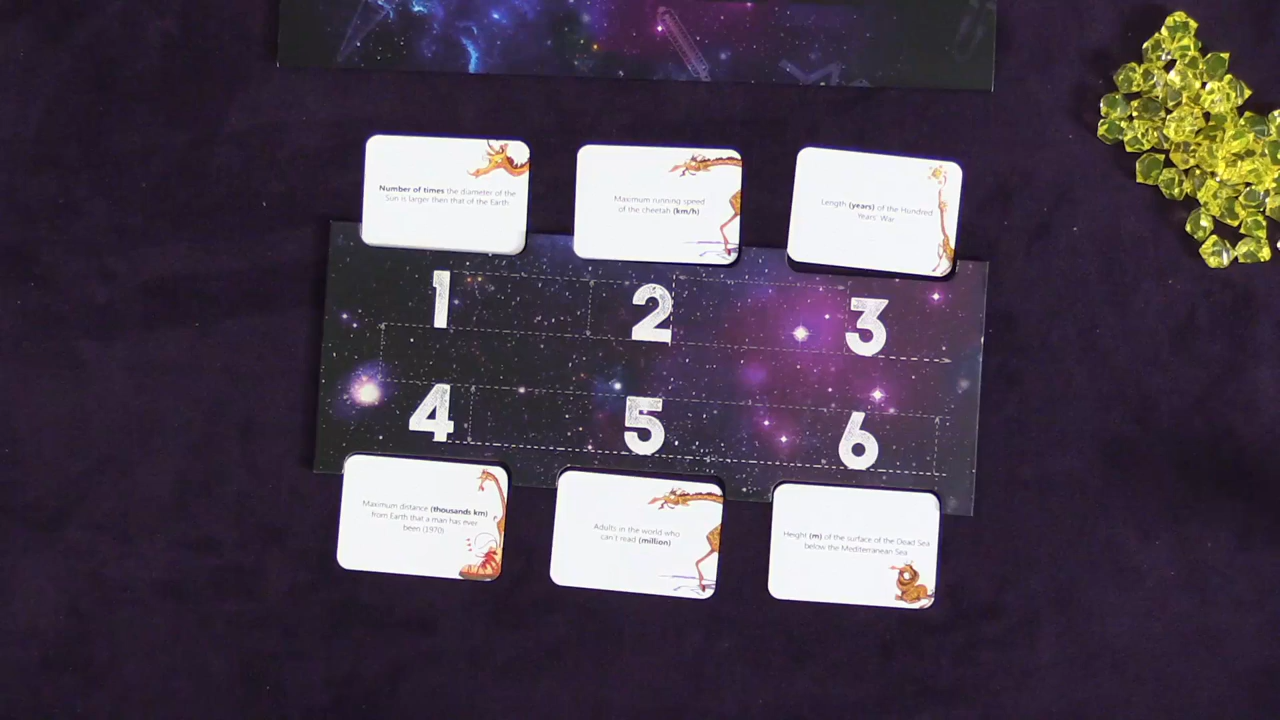 Number of times the diameter of the
Sun is larger then that of the Earth
Maximum running speed
of the cheetah (km/h)
Length (years) of the Hundred
Years' War
1
2
3
4
5
6
Maximum distance (thousands km)
from Earth that a man has ever
been (1970)
Adults in the world who
can't read (million)
Height (m) of the surface of the Dead Sea
below the Mediterranean Sea